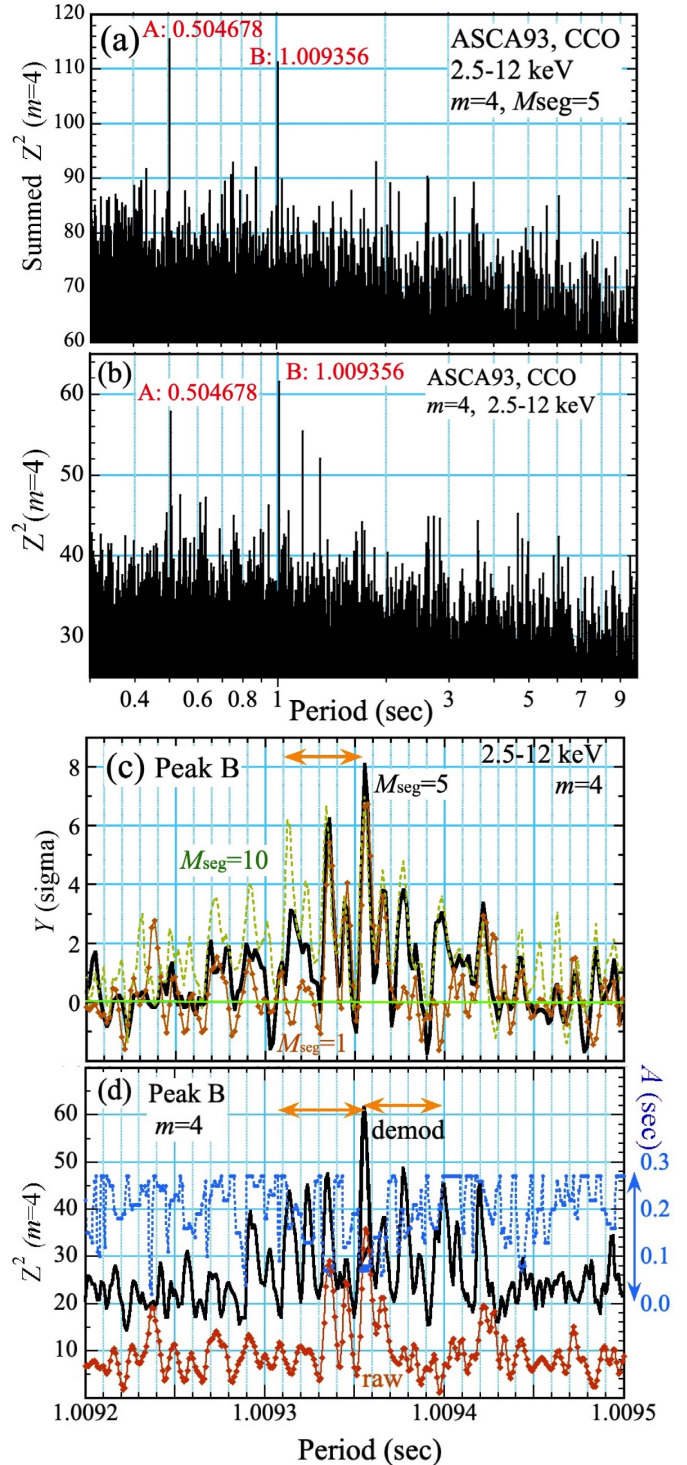 (a)
A: 0.504678
B: 1.009356
ASCA93, CCO
2.5-12 keV
m=4, Mseg=5
Summed Z² (m=4)
120
110
100
90
80
70
60
(b)
A: 0.504678
B: 1.009356
ASCA93, CCO
m=4, 2.5-12 keV
Z² (m=4)
60
50
40
30
0.4
0.6
0.8
1
3
5
7
9
Period (sec)
(c) Peak B
2.5-12 keV
m=4
Mseg=5
Mseg=10
Mseg=1
Y (sigma)
8
6
4
2
0
(d) Peak B
m=4
demod
raw
Z² (m=4)
60
50
40
30
20
10
A (sec)
0.3
0.2
0.1
0.0
1.0092
1.0093
1.0094
1.0095
Period (sec)